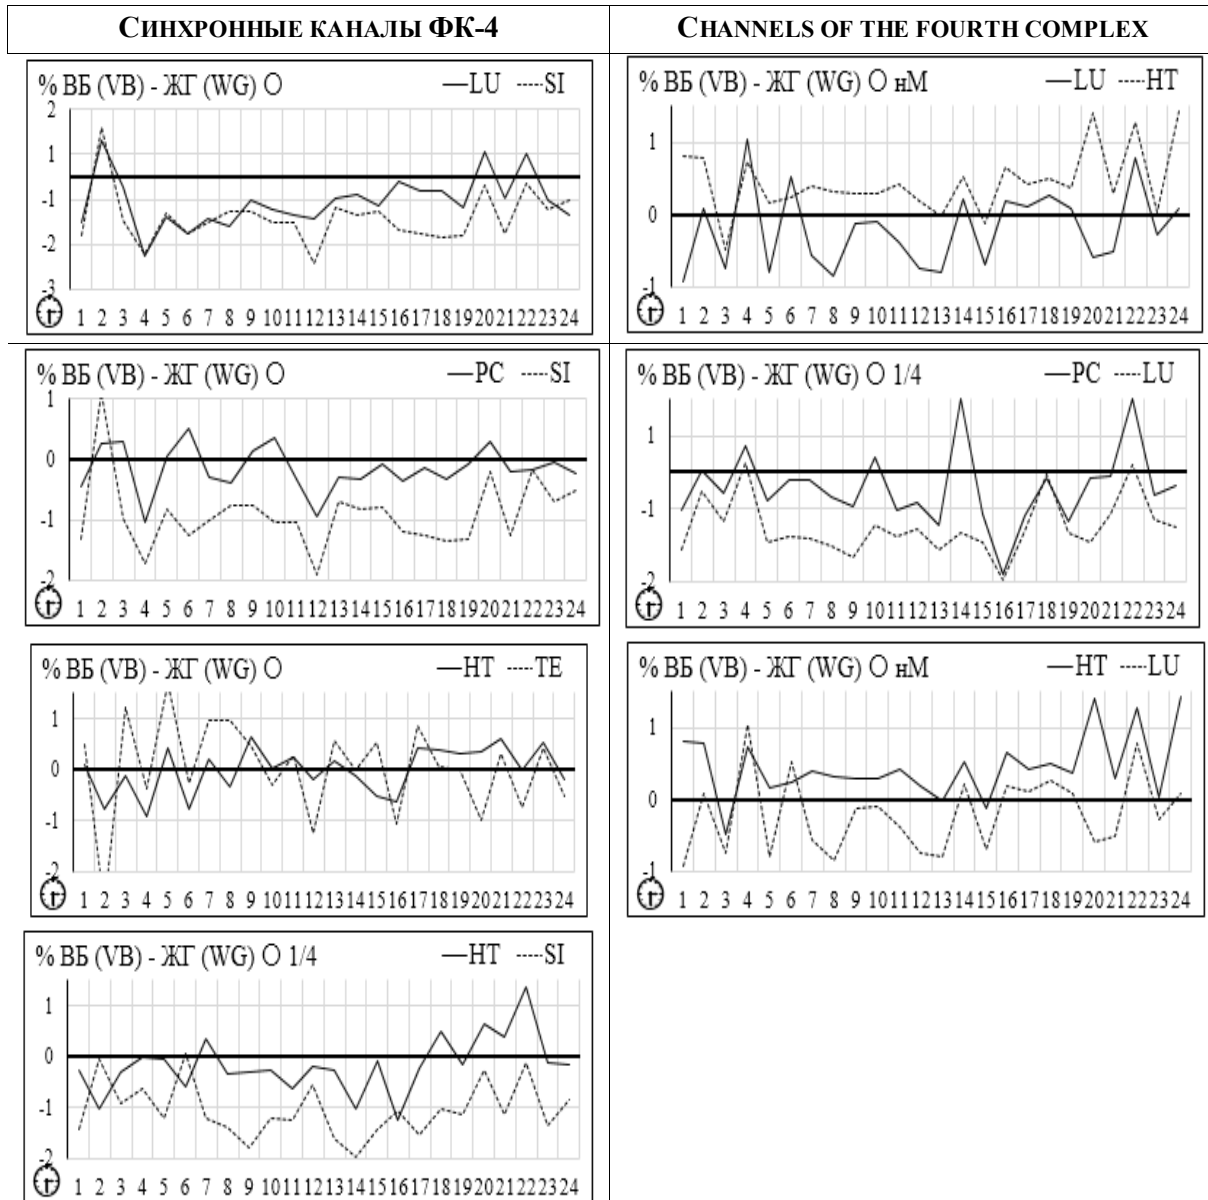 СИНХРОННЫЕ КАНАЛЫ ФК-4
CHANNELS OF THE FOURTH COMPLEX
% ВБ (VB) - ЖГ (WG) O —LU ----SI
2
1
-1
-2
-3
1 2 3 4 5 6 7 8 9 10 11 12 13 14 15 16 17 18 19 20 21 22 23 24
% ВБ (VB) - ЖГ (WG) O нМ —LU ----HT
1
0
-1
1 2 3 4 5 6 7 8 9 10 11 12 13 14 15 16 17 18 19 20 21 22 23 24
% ВБ (VB) - ЖГ (WG) O —PC ----SI
1
0
-1
-2
1 2 3 4 5 6 7 8 9 10 11 12 13 14 15 16 17 18 19 20 21 22 23 24
% ВБ (VB) - ЖГ (WG) O 1/4 —PC ----LU
1
-1
-2
1 2 3 4 5 6 7 8 9 10 11 12 13 14 15 16 17 18 19 20 21 22 23 24
% ВБ (VB) - ЖГ (WG) O —HT ----TE
1
0
-1
-2
1 2 3 4 5 6 7 8 9 10 11 12 13 14 15 16 17 18 19 20 21 22 23 24
% ВБ (VB) - ЖГ (WG) O нМ —HT ----LU
1
0
-1
1 2 3 4 5 6 7 8 9 10 11 12 13 14 15 16 17 18 19 20 21 22 23 24
% ВБ (VB) - ЖГ (WG) O 1/4 —HT ----SI
1
0
-1
-2
1 2 3 4 5 6 7 8 9 10 11 12 13 14 15 16 17 18 19 20 21 22 23 24